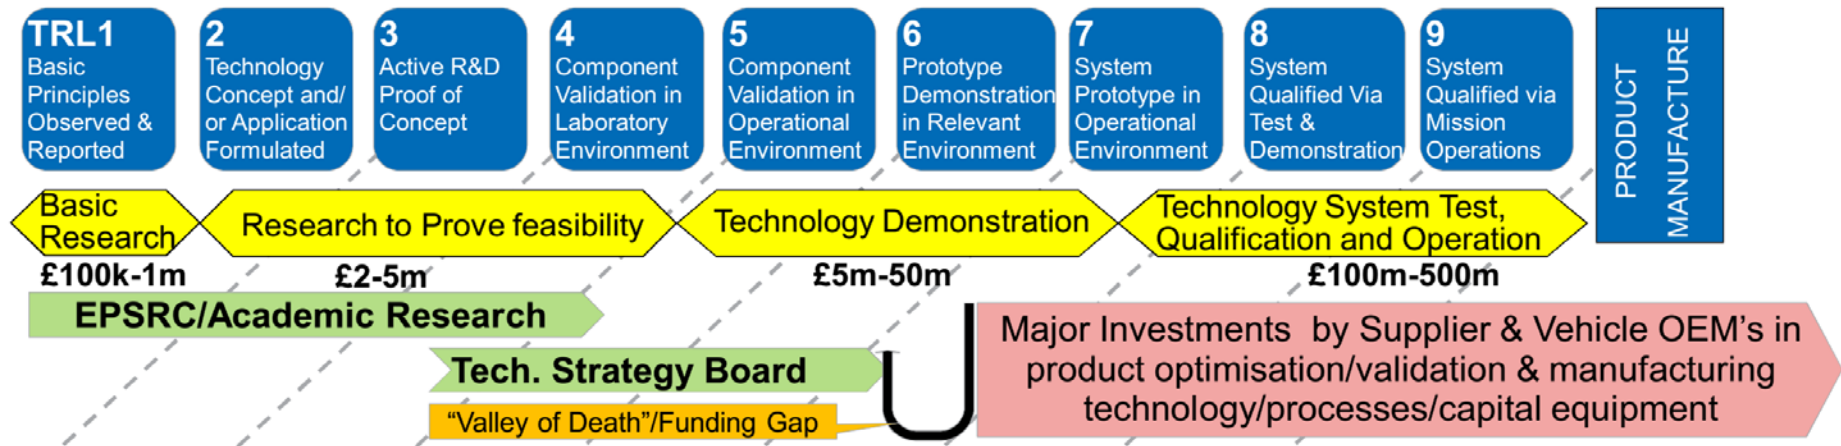 TRL1
Basic
Principles
Observed &
Reported
2
Technology
Concept and/
or Application
Formulated
3
Active R&D
Proof of
Concept
4
Component
Validation in
Laboratory
Environment
5
Component
Validation in
Operational
Environment
6
Prototype
Demonstration
in Relevant
Environment
7
System
Prototype in
Operational
Environment
8
System
Qualified Via
Test &
Demonstration
9
System
Qualified via
Mission
Operations
PRODUCT
MANUFACTURE
Basic
Research
Research to Prove feasibility
Technology Demonstration
Technology System Test,
Qualification and Operation
£100k-1m
£2-5m
£5m-50m
£100m-500m
EPSRC/Academic Research
Tech. Strategy Board
“Valley of Death”/Funding Gap
Major Investments by Supplier & Vehicle OEM’s in
product optimisation/validation & manufacturing
technology/processes/capital equipment